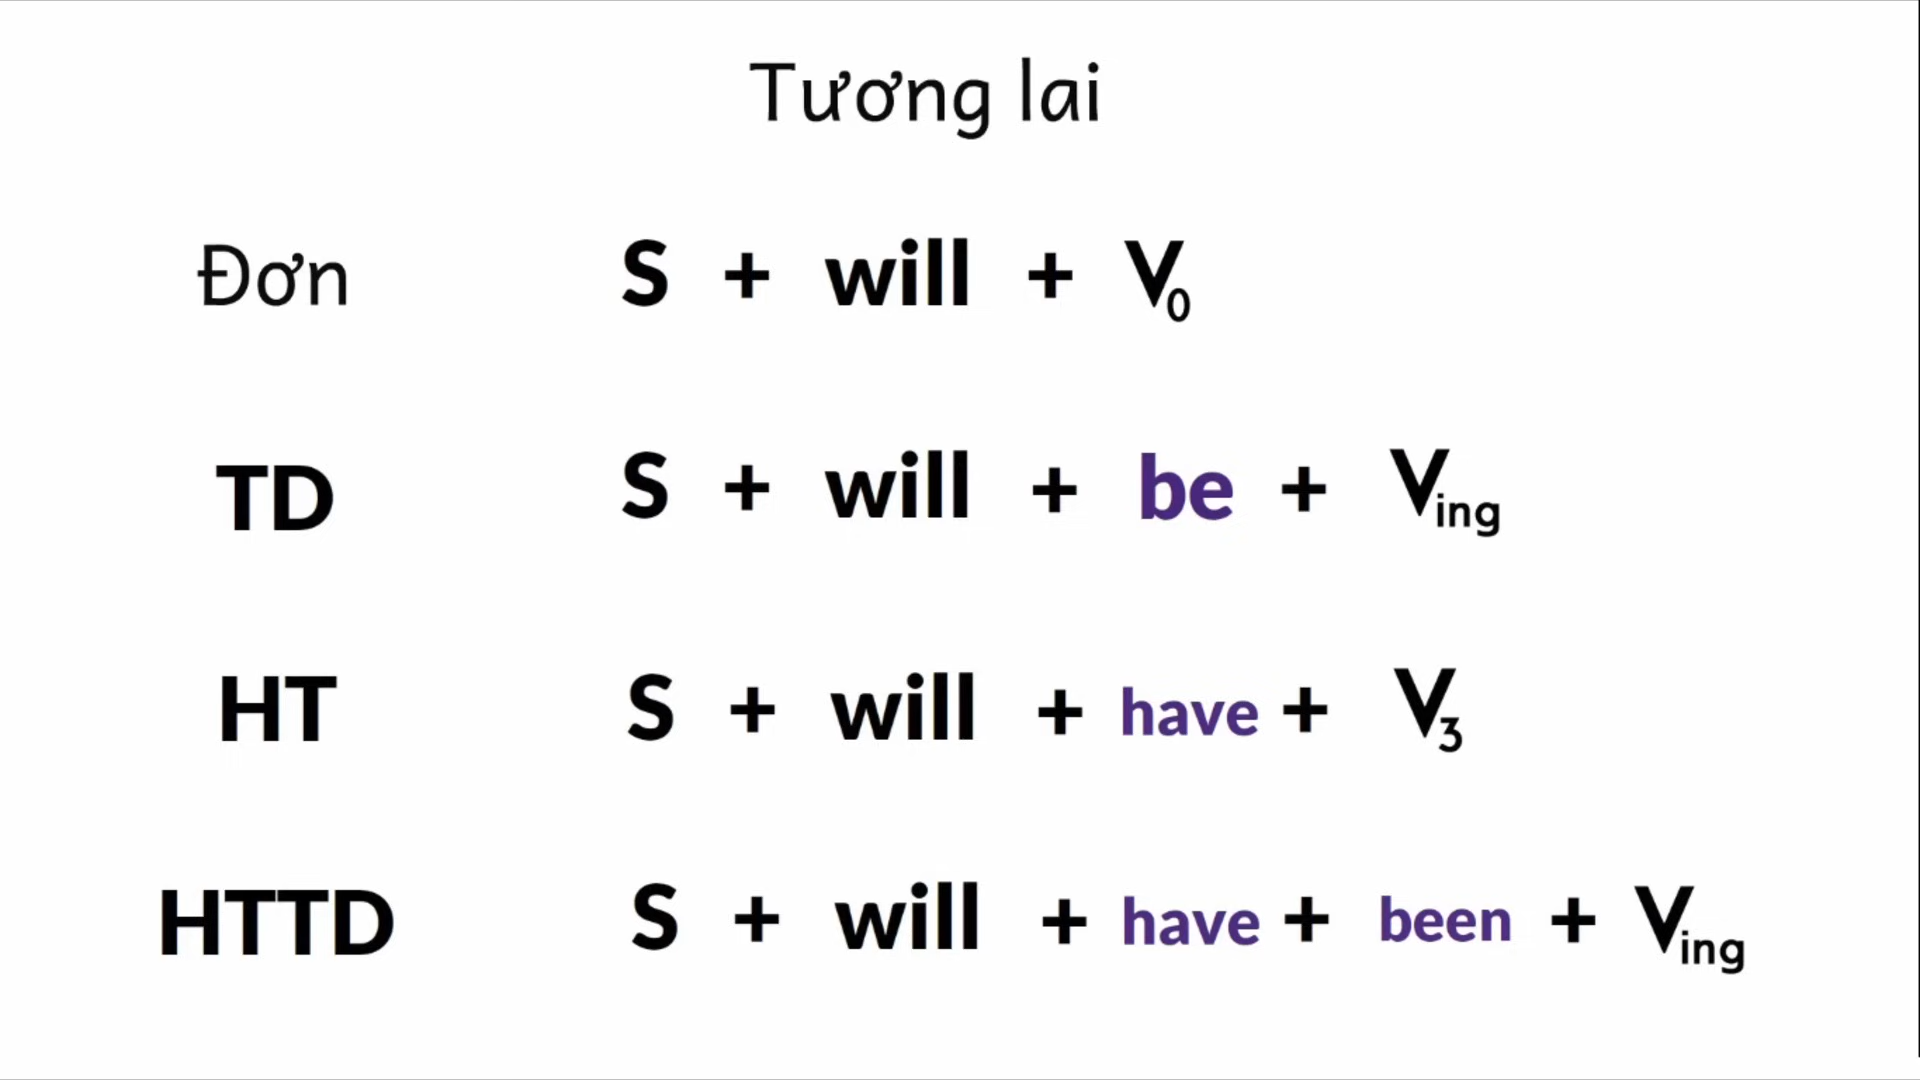 Tương lai
Đơn S + will + V0
TD S + will + be + Ving
HT S + will + have + V3
HTTD S + will + have + been + Ving